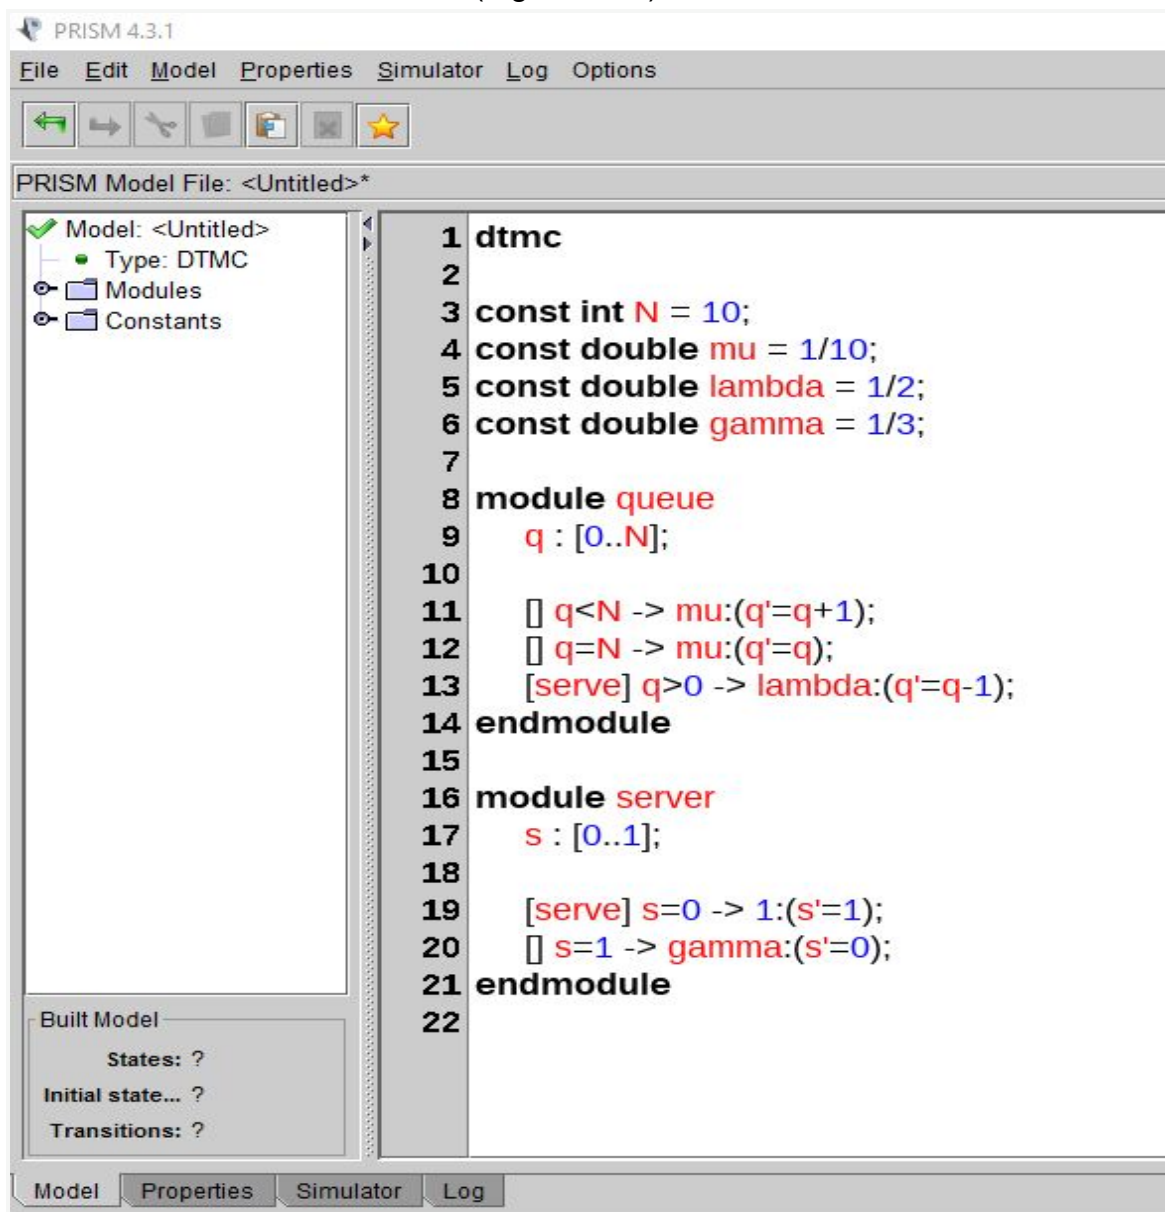 PRISM 4.3.1
File Edit Model Properties Simulator Log Options
PRISM Model File: <Untitled>*
Model: <Untitled>
Type: DTMC
Modules
Constants
1 dtmc
2
3 const int N = 10;
4 const double mu = 1/10;
5 const double lambda = 1/2;
6 const double gamma = 1/3;
7
8 module queue
9 q : [0..N];
10
11 [] q<N -> mu:(q'=q+1);
12 [] q=N -> mu:(q'=q);
13 [serve] q>0 -> lambda:(q'=q-1);
14 endmodule
15
16 module server
17 s : [0..1];
18
19 [serve] s=0 -> 1:(s'=1);
20 [] s=1 -> gamma:(s'=0);
21 endmodule
22
Built Model
States: ?
Initial state... ?
Transitions: ?
Model Properties Simulator Log